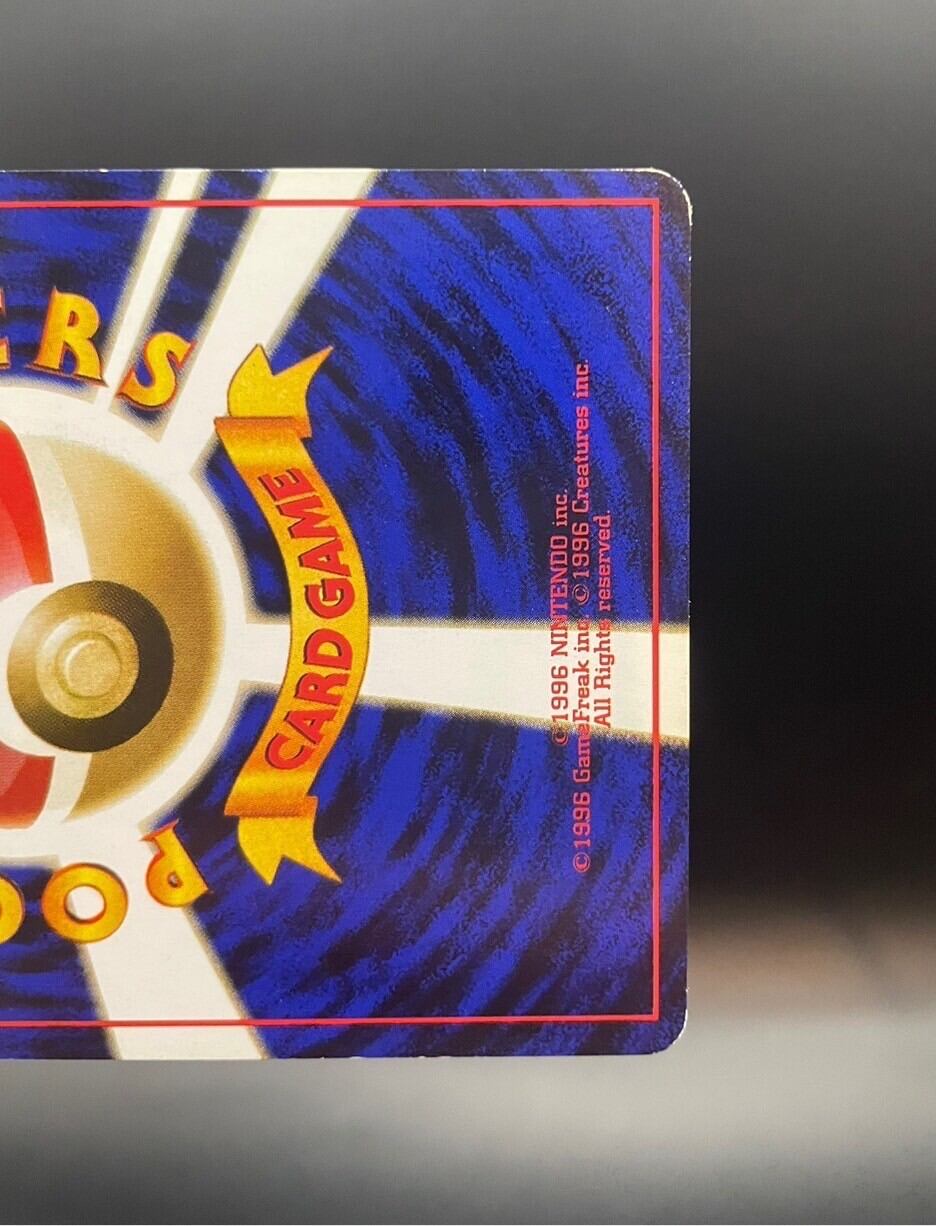 ERS
PO
CARD GAME
©1996 NINTENDO inc.
©1996 GameFreak inc. ©1996 Creatures inc.
All Rights reserved.